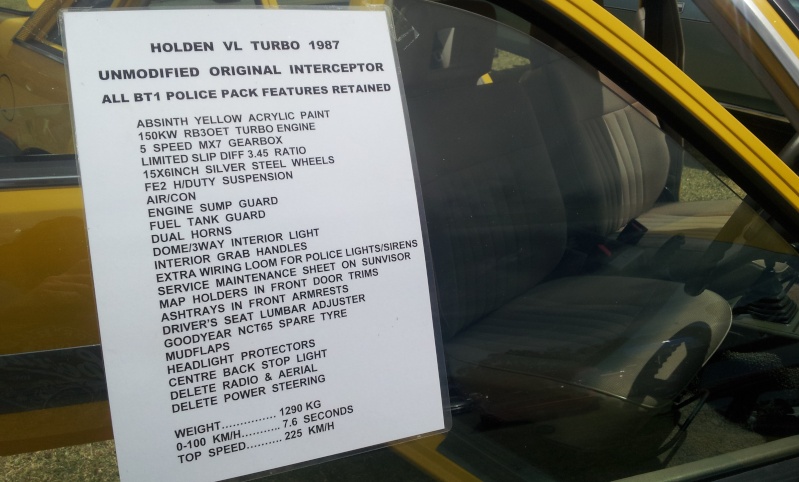 HOLDEN VL TURBO 1987
UNMODIFIED ORIGINAL INTERCEPTOR
ALL BT1 POLICE PACK FEATURES RETAINED
ABSINTH YELLOW ACRYLIC PAINT
150KW RB30ET TURBO ENGINE
5 SPEED MX7 GEARBOX
LIMITED SLIP DIFF 3.45 RATIO
15X6INCH SILVER STEEL WHEELS
FE2 H/DUTY SUSPENSION
AIR/CON
ENGINE SUMP GUARD
FUEL TANK GUARD
DUAL HORNS
DOME/3WAY INTERIOR LIGHT
INTERIOR GRAB HANDLES
EXTRA WIRING LOOM FOR POLICE LIGHTS/SIRENS
SERVICE MAINTENANCE SHEET ON SUNVISOR
MAP HOLDERS IN FRONT DOOR TRIMS
ASHTRAYS IN FRONT ARMRESTS
DRIVER'S SEAT LUMBAR ADJUSTER
GOODYEAR NCT65 SPARE TYRE
MUDFLAPS
HEADLIGHT PROTECTORS
CENTRE BACK STOP LIGHT
DELETE RADIO & AERIAL
DELETE POWER STEERING
WEIGHT................ 1290 KG
0-100 KM/H........... 7.6 SECONDS
TOP SPEED.......... 225 KM/H